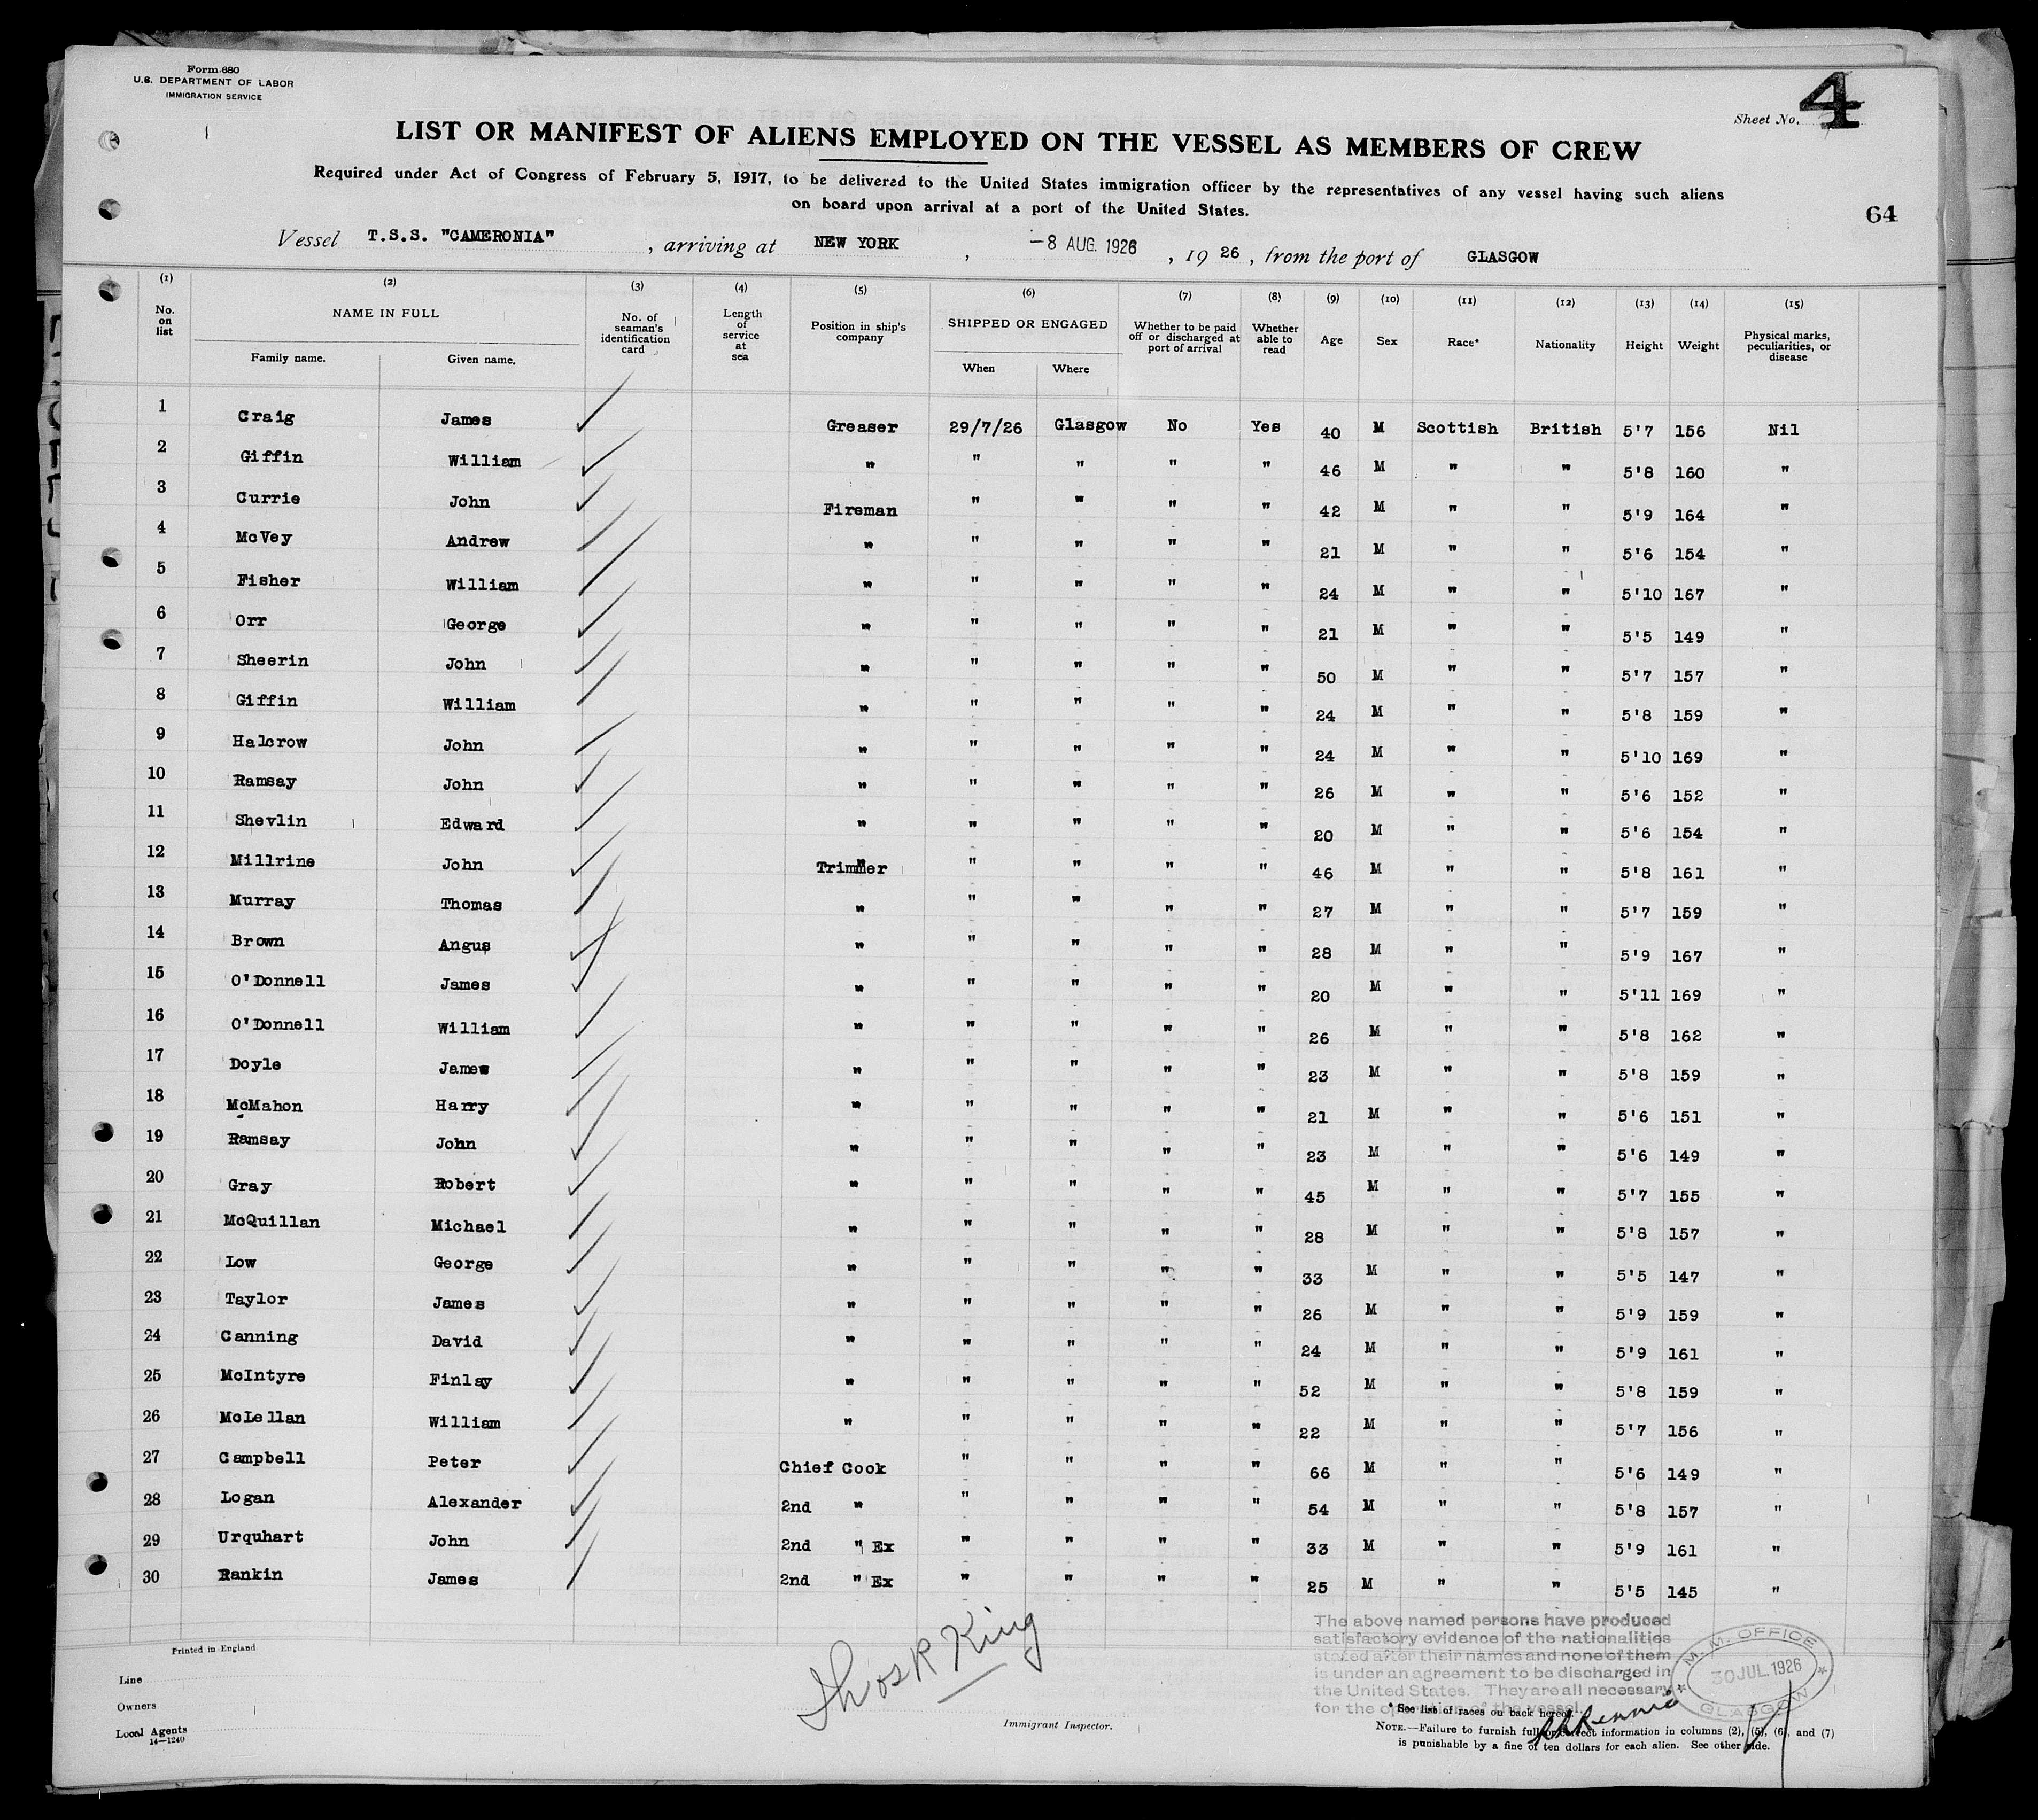 Form 680
U.S. DEPARTMENT OF LABOR
IMMIGRATION SERVICE
Sheet No. 4
LIST OR MANIFEST OF ALIENS EMPLOYED ON THE VESSEL AS MEMBERS OF CREW
Required under Act of Congress of February 5, 1917, to be delivered to the United States immigration officer by the representatives of any vessel having such aliens
on board upon arrival at a port of the United States.
64
Vessel T.S.S. "CAMERONIA", arriving at NEW YORK, -8 AUG. 1926, 1926, from the port of GLASGOW
(1) (2) (3) (4) (5) (6) (7) (8) (9) (10) (11) (12) (13) (14) (15)
No. on list NAME IN FULL Family name. Given name. No. of seaman's identification card Length of service at sea Position in ship's company SHIPPED OR ENGAGED When Where Whether to be paid off or discharged at port of arrival Whether able to read Age Sex Race* Nationality Height Weight Physical marks, peculiarities, or disease
1 Craig James Greaser 29/7/26 Glasgow No Yes 40 M Scottish British 5'7 156 Nil
2 Giffin William " " " " " 46 M " " 5'8 160 "
3 Currie John Fireman " " " " 42 M " " 5'9 164 "
4 McVey Andrew " " " " " 21 M " " 5'6 154 "
5 Fisher William " " " " " 24 M " " 5'10 167 "
6 Orr George " " " " " 21 M " " 5'5 149 "
7 Sheerin John " " " " " 50 M " " 5'7 157 "
8 Giffin William " " " " " 24 M " " 5'8 159 "
9 Halcrow John " " " " " 24 M " " 5'10 169 "
10 Ramsay John " " " " " 26 M " " 5'6 152 "
11 Shevlin Edward " " " " " 20 M " " 5'6 154 "
12 Millrine John Trimmer " " " " 46 M " " 5'8 161 "
13 Murray Thomas " " " " " 27 M " " 5'7 159 "
14 Brown Angus " " " " " 28 M " " 5'9 167 "
15 O'Donnell James " " " " " 20 M " " 5'11 169 "
16 O'Donnell William " " " " " 26 M " " 5'8 162 "
17 Doyle James " " " " " 23 M " " 5'8 159 "
18 McMahon Harry " " " " " 21 M " " 5'6 151 "
19 Ramsay John " " " " " 23 M " " 5'6 149 "
20 Gray Robert " " " " " 45 M " " 5'7 155 "
21 McQuillan Michael " " " " " 28 M " " 5'8 157 "
22 Low George " " " " " 33 M " " 5'5 147 "
23 Taylor James " " " " " 26 M " " 5'9 159 "
24 Canning David " " " " " 24 M " " 5'9 161 "
25 McIntyre Finlay " " " " " 52 M " " 5'8 159 "
26 McLellan William " " " " " 22 M " " 5'7 156 "
27 Campbell Peter Chief Cook " " " " 66 M " " 5'6 149 "
28 Logan Alexander 2nd " " " " " 54 M " " 5'8 157 "
29 Urquhart John 2nd " Ex " " " " 33 M " " 5'9 161 "
30 Rankin James 2nd " Ex " " " " 25 M " " 5'5 145 "
The above named persons have produced
satisfactory evidence of the nationalities
stated after their names and none of them
is under an agreement to be discharged in
the United States. They are all necessary
for the operation of the vessel.
M.M. OFFICE
30 JUL. 1926
GLASGOW
Printed in England
Line
Owners
Local Agents
14-1240
Thos R King
Immigrant Inspector.
* See list of races on back hereof.
NOTE.—Failure to furnish full or correct information in columns (2), (5), (6), and (7)
is punishable by a fine of ten dollars for each alien. See other side.